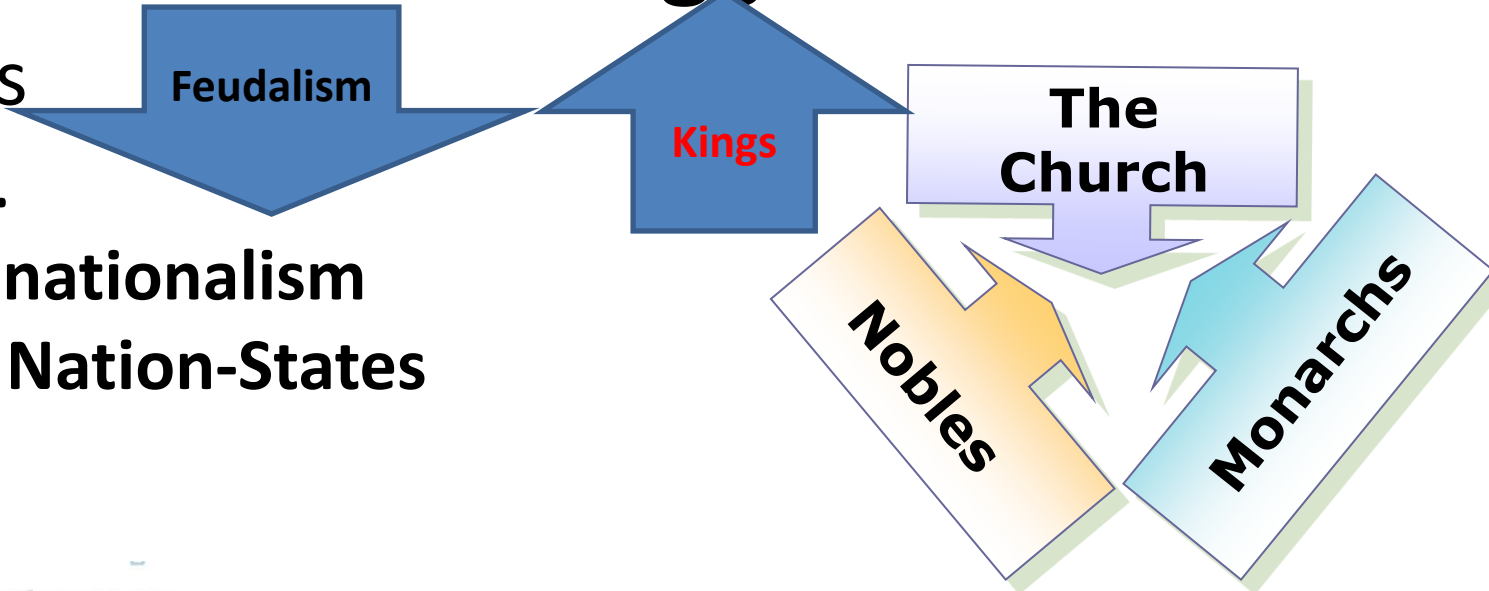 s
Feudalism
Kings
The
Church
.
nationalism
Nation-States
Nobles
Monarchs